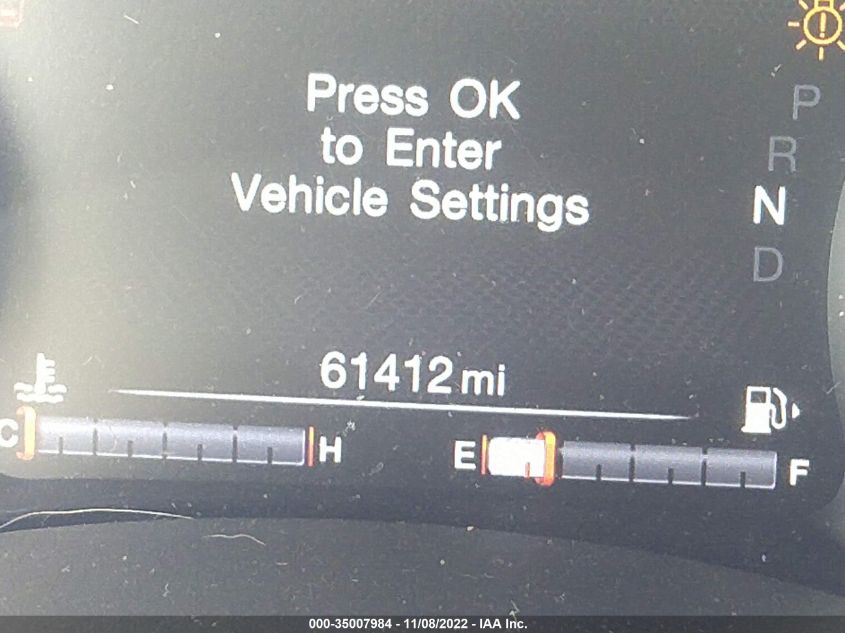 Press OK
to Enter
Vehicle Settings
P
R
N
D
61412 mi
C
H
E
F
000-35007984 - 11/08/2022 - IAA Inc.